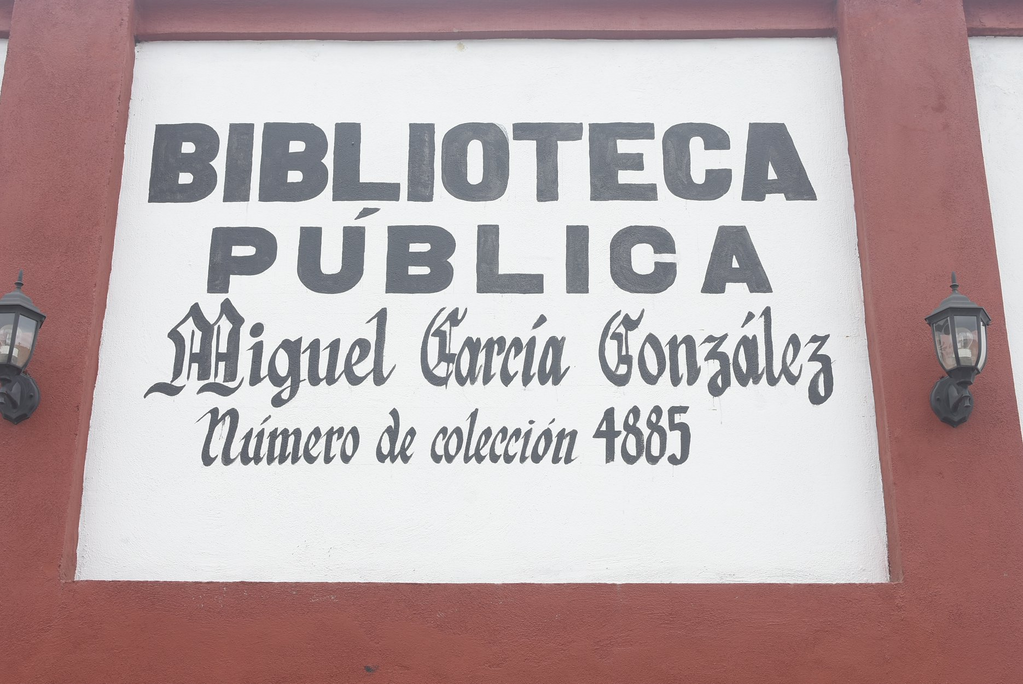 BIBLIOTECA
PÚBLICA
Miguel García González
Número de colección 4885